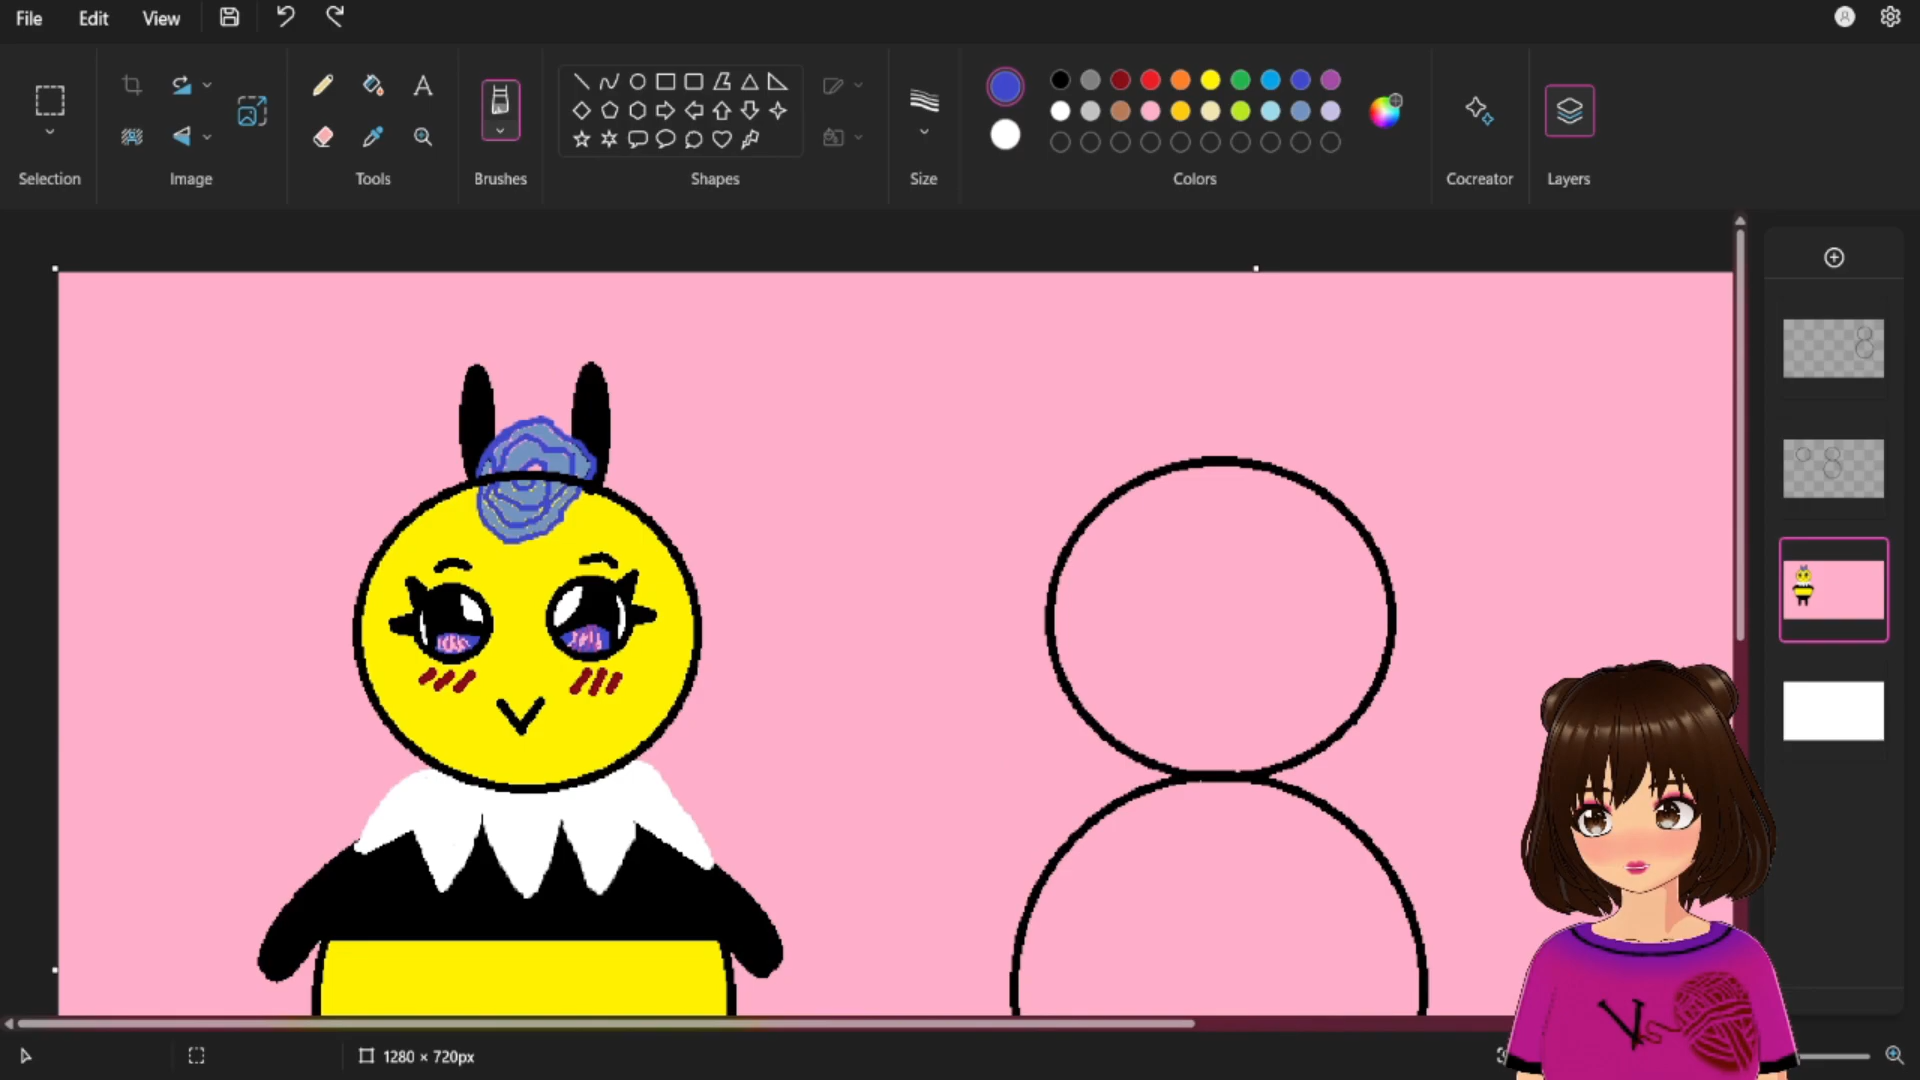 File Edit View
Selection Image Tools Brushes Shapes Size Colors Cocreator Layers
1280 × 720px